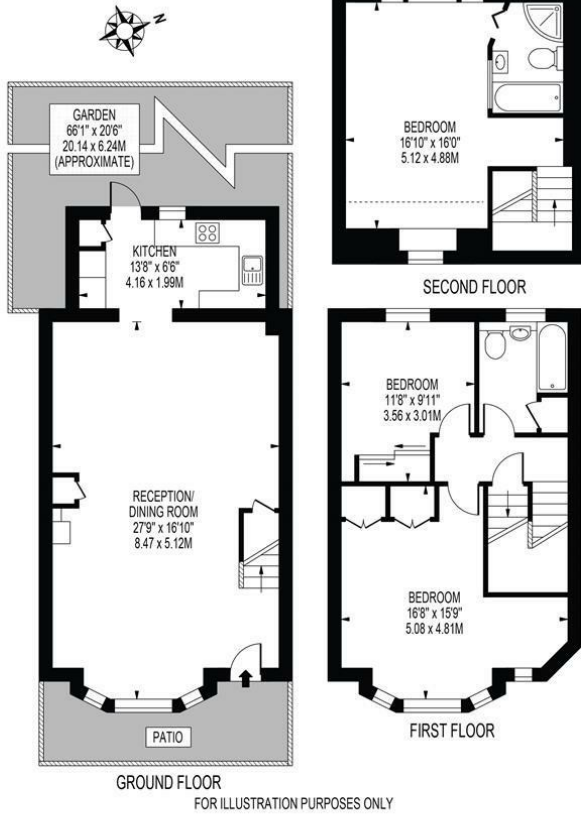 N
GARDEN
66'1" x 20'6"
20.14 x 6.24M
(APPROXIMATE)
KITCHEN
13'8" x 6'6"
4.16 x 1.99M
RECEPTION/
DINING ROOM
27'9" x 16'10"
8.47 x 5.12M
PATIO
GROUND FLOOR
BEDROOM
16'10" x 16'0"
5.12 x 4.88M
SECOND FLOOR
BEDROOM
11'8" x 9'11"
3.56 x 3.01M
BEDROOM
16'8" x 15'9"
5.08 x 4.81M
FIRST FLOOR
FOR ILLUSTRATION PURPOSES ONLY